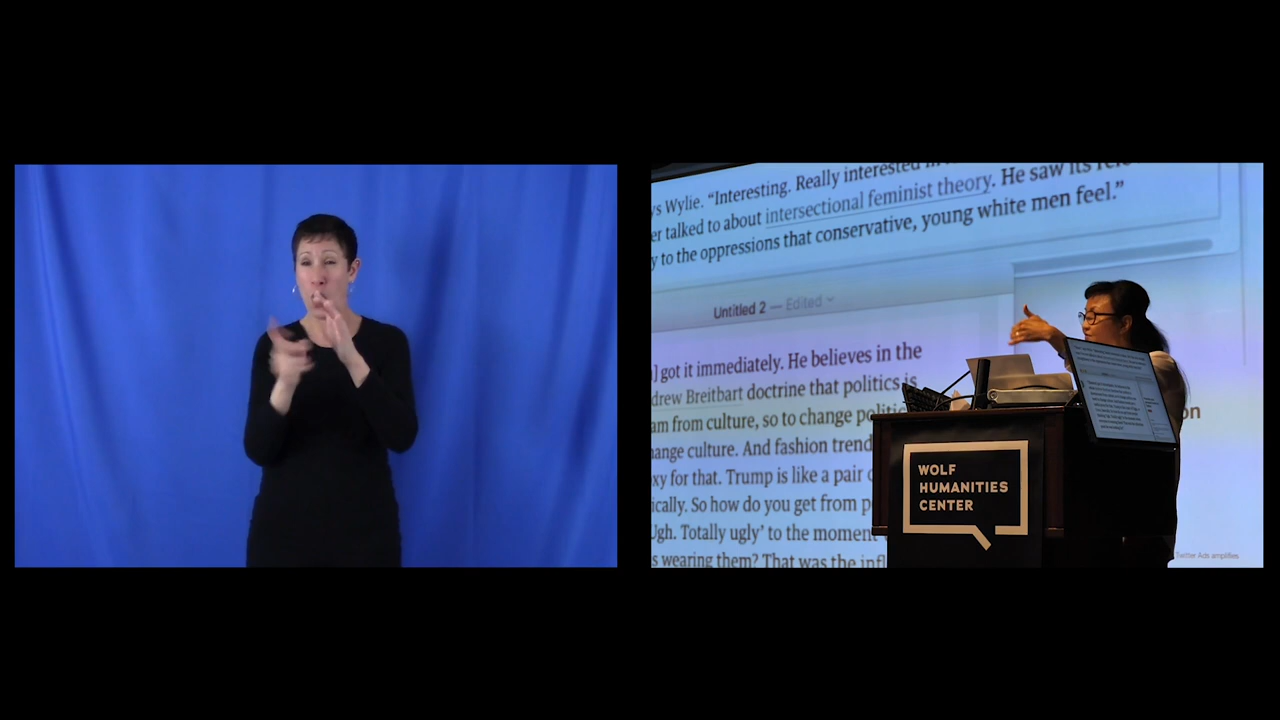 ys Wylie. “Interesting. Really interested in
er talked to about intersectional feminist theory. He saw its rele
y to the oppressions that conservative, young white men feel.”
Untitled 2 — Edited
] got it immediately. He believes in the
drew Breitbart doctrine that politics is
am from culture, so to change politic
hange culture. And fashion trend
xy for that. Trump is like a pair
ically. So how do you get from p
Ugh. Totally ugly’ to the moment
s wearing them? That was the infl
on
Twitter Ads amplifies
WOLF
HUMANITIES
CENTER